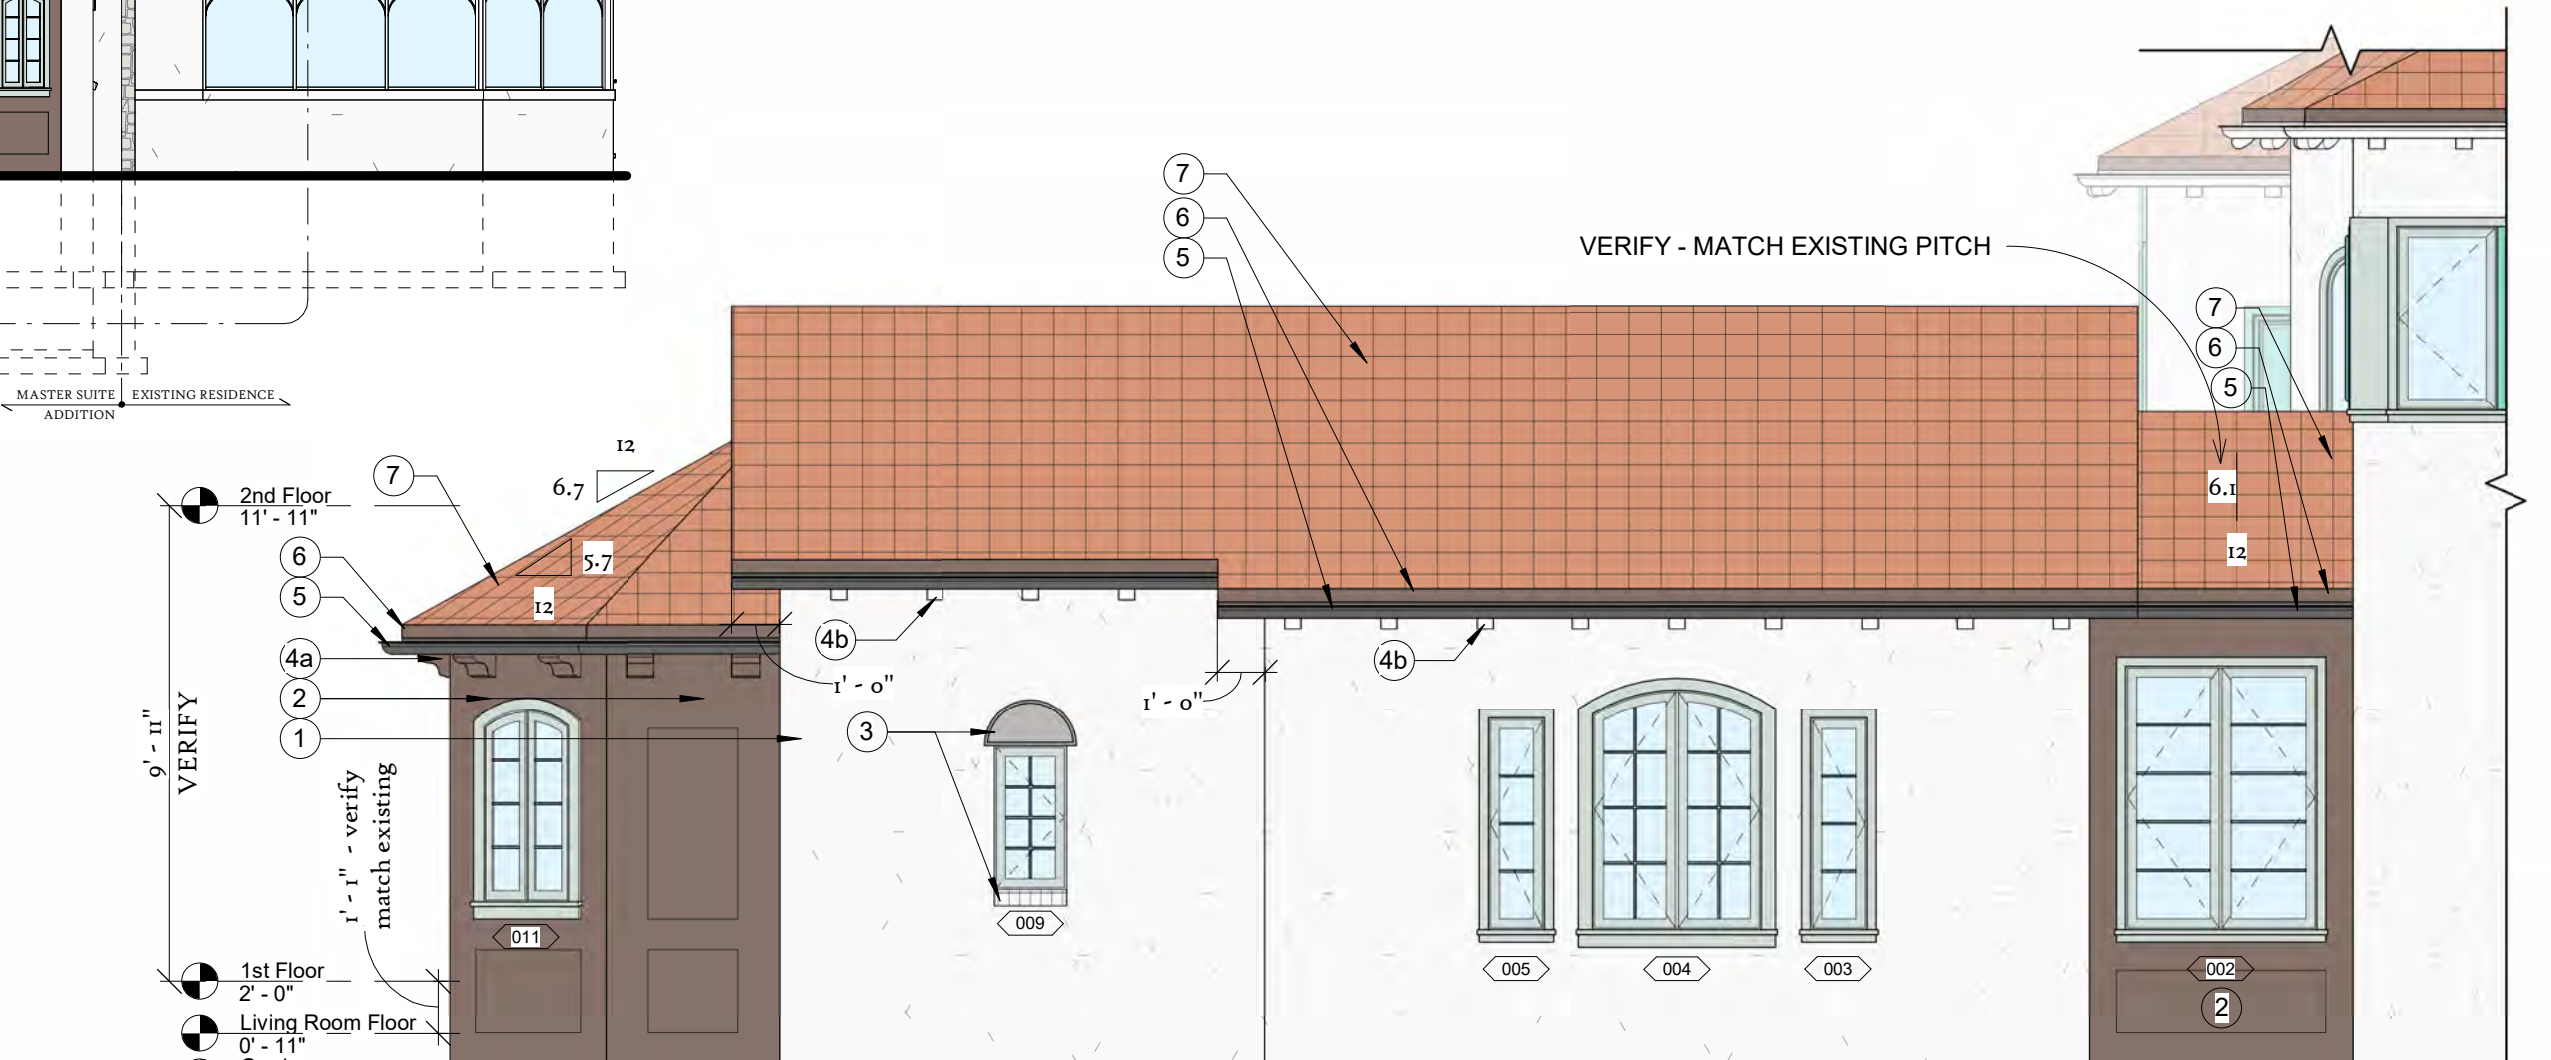 MASTER SUITE
ADDITION
EXISTING RESIDENCE
7
6
5
VERIFY - MATCH EXISTING PITCH
7
6
5
6.1
12
12
6.7
7
5.7
12
2nd Floor
11' - 11"
6
5
4a
2
1
9' - 11"
VERIFY
1' - 1" - verify
match existing
4b
1' - 0"
1' - 0"
4b
3
011
009
005
004
003
002
2
1st Floor
2' - 0"
Living Room Floor
0' - 11"